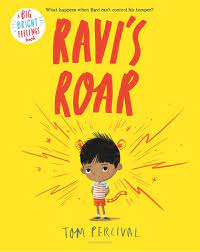 A
BIG
BRIGHT
FEELINGS
book
What happens when Ravi can't control his temper?
RAVI'S
ROAR
TOM PERCIVAL